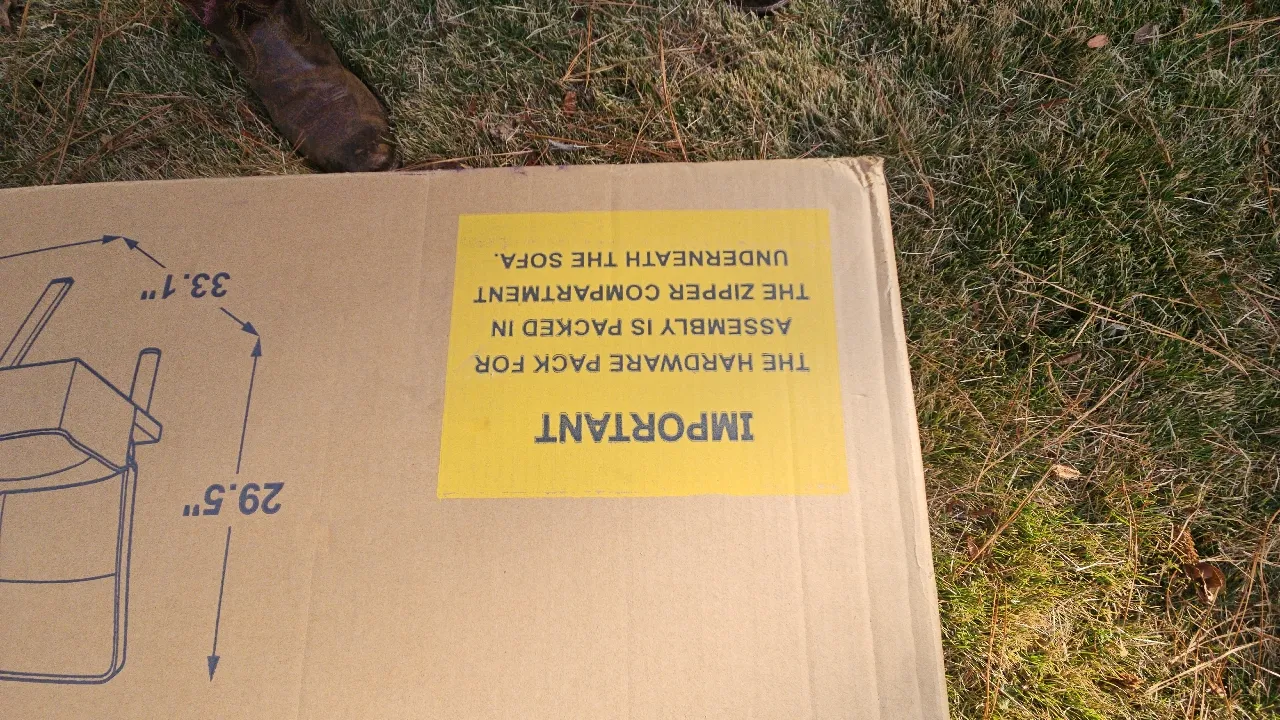 IMPORTANT
THE HARDWARE PACK FOR
ASSEMBLY IS PACKED IN
THE ZIPPER COMPARTMENT
UNDERNEATH THE SOFA.
29.5"
33.1"